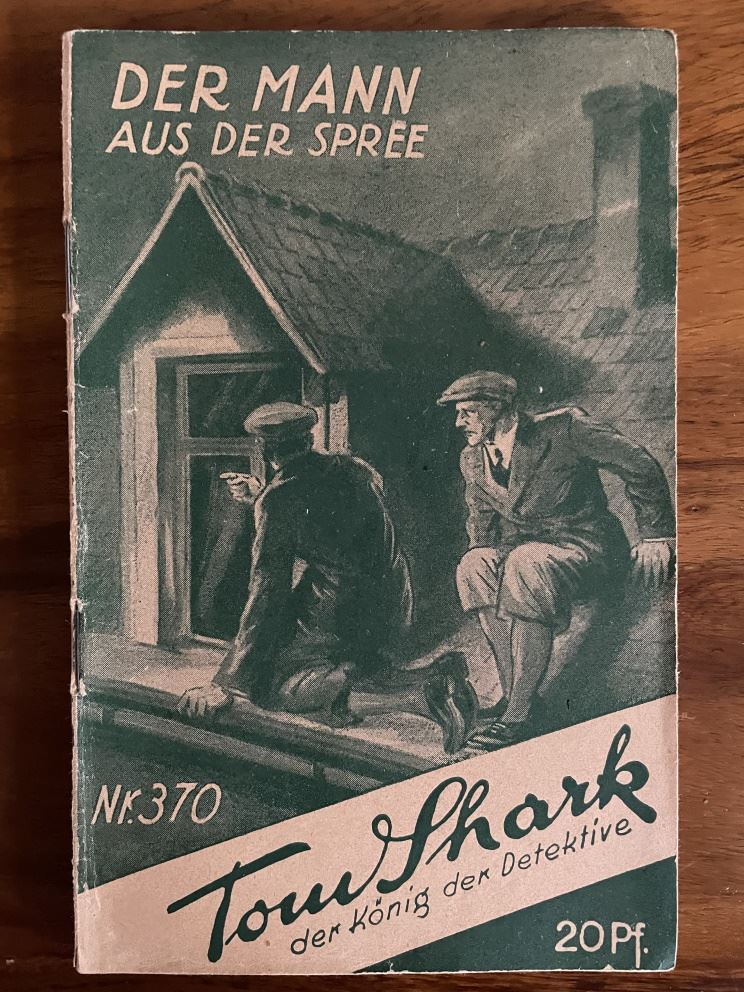 DER MANN
AUS DER SPREE
Nr. 370
Tom Shark
der König der Detektive
20 Pf.